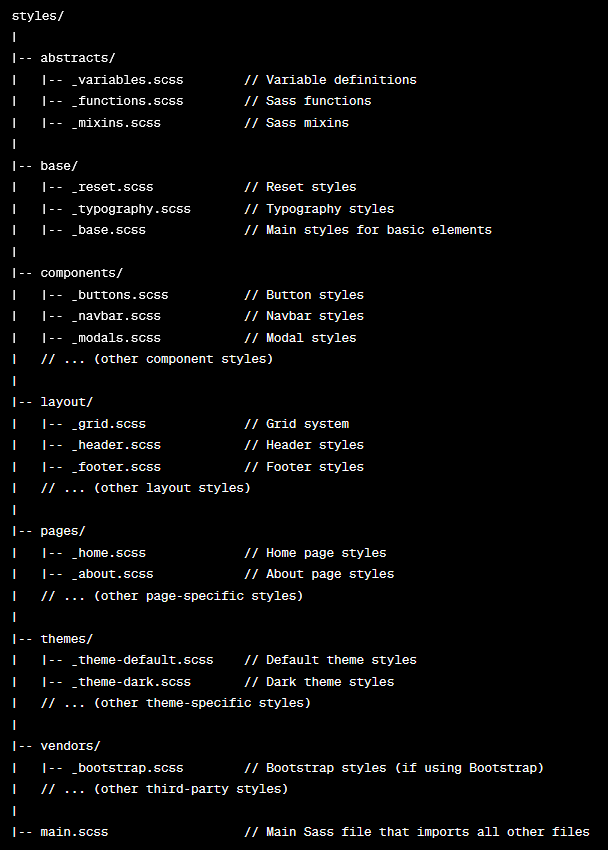 styles/
|
|-- abstracts/
|   |-- _variables.scss        // Variable definitions
|   |-- _functions.scss        // Sass functions
|   |-- _mixins.scss           // Sass mixins
|
|-- base/
|   |-- _reset.scss            // Reset styles
|   |-- _typography.scss       // Typography styles
|   |-- _base.scss             // Main styles for basic elements
|
|-- components/
|   |-- _buttons.scss          // Button styles
|   |-- _navbar.scss           // Navbar styles
|   |-- _modals.scss           // Modal styles
|   // ... (other component styles)
|
|-- layout/
|   |-- _grid.scss             // Grid system
|   |-- _header.scss           // Header styles
|   |-- _footer.scss           // Footer styles
|   // ... (other layout styles)
|
|-- pages/
|   |-- _home.scss             // Home page styles
|   |-- _about.scss            // About page styles
|   // ... (other page-specific styles)
|
|-- themes/
|   |-- _theme-default.scss    // Default theme styles
|   |-- _theme-dark.scss       // Dark theme styles
|   // ... (other theme-specific styles)
|
|-- vendors/
|   |-- _bootstrap.scss        // Bootstrap styles (if using Bootstrap)
|   // ... (other third-party styles)
|
|-- main.scss                  // Main Sass file that imports all other files